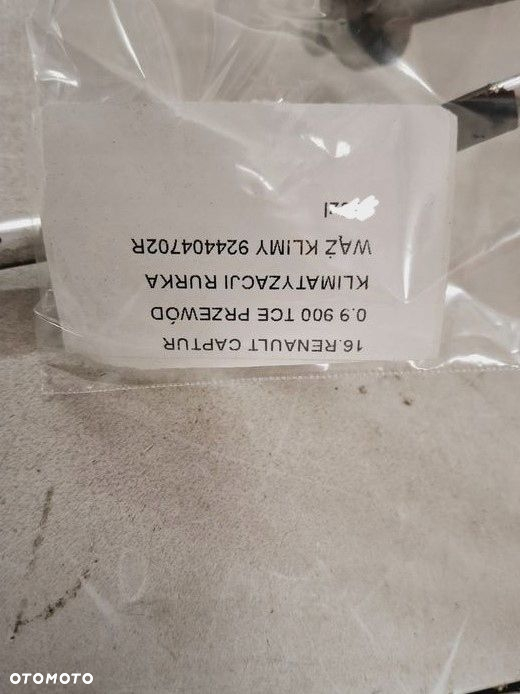 16.RENAULT CAPTUR
0.9 900 TCE PRZEWÓD
KLIMATYZACJI RURKA
WĄŻ KLIMY 924404702R
OTOMOTO